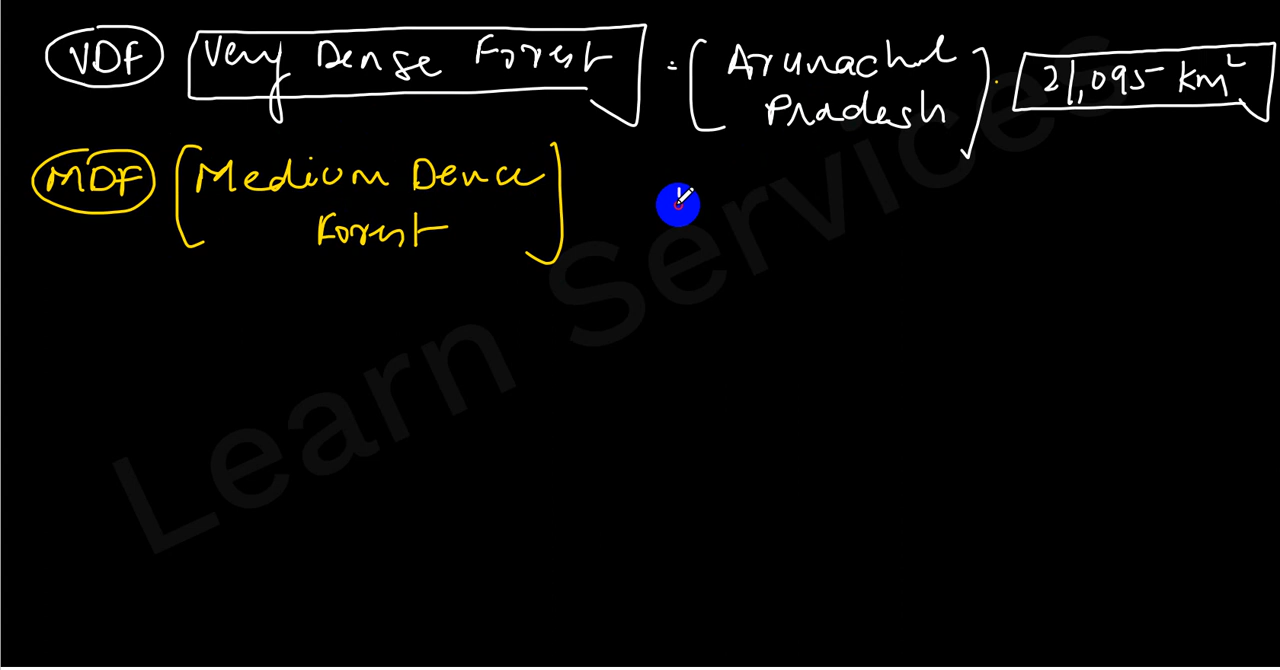 VDF Very Dense Forest = [Arunachal Pradesh] 21,095 km²
MDF [Medium Dence Forest]
Learn Services